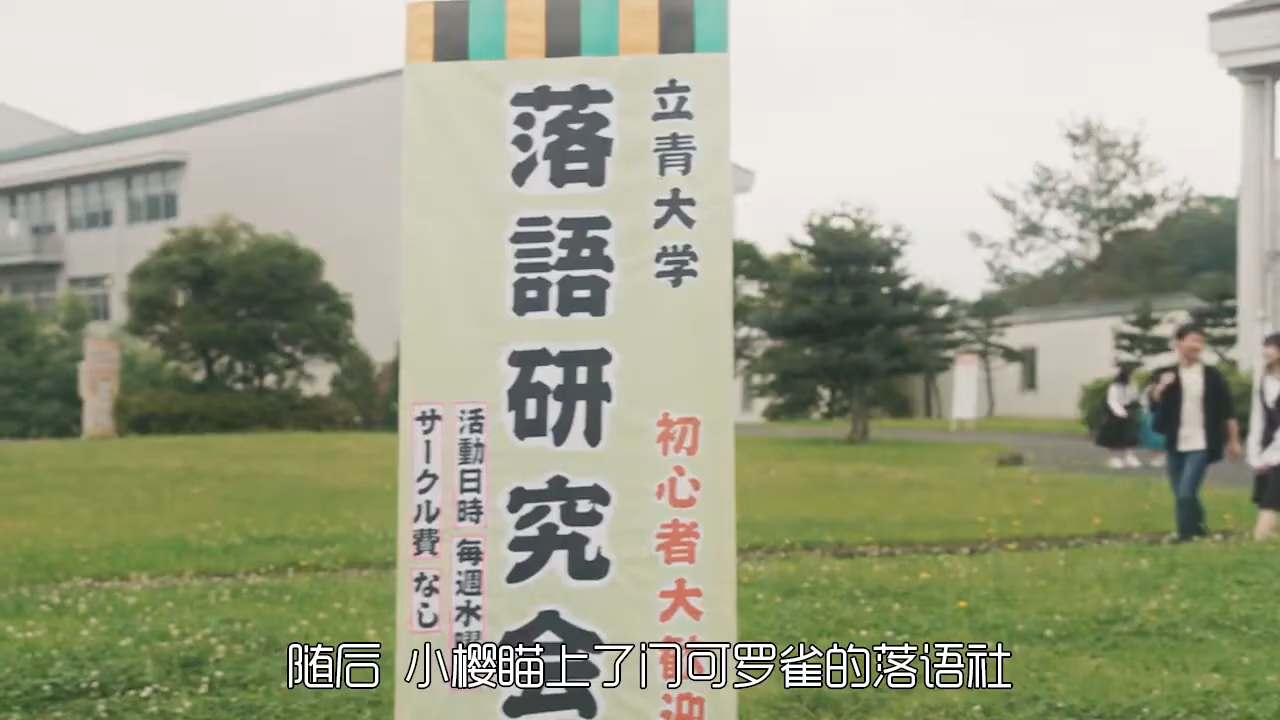 立青大学
初心者大歓迎
落語研究会
活動日時 毎週水曜
サークル費 なし
随后 小樱瞄上了门可罗雀的落语社